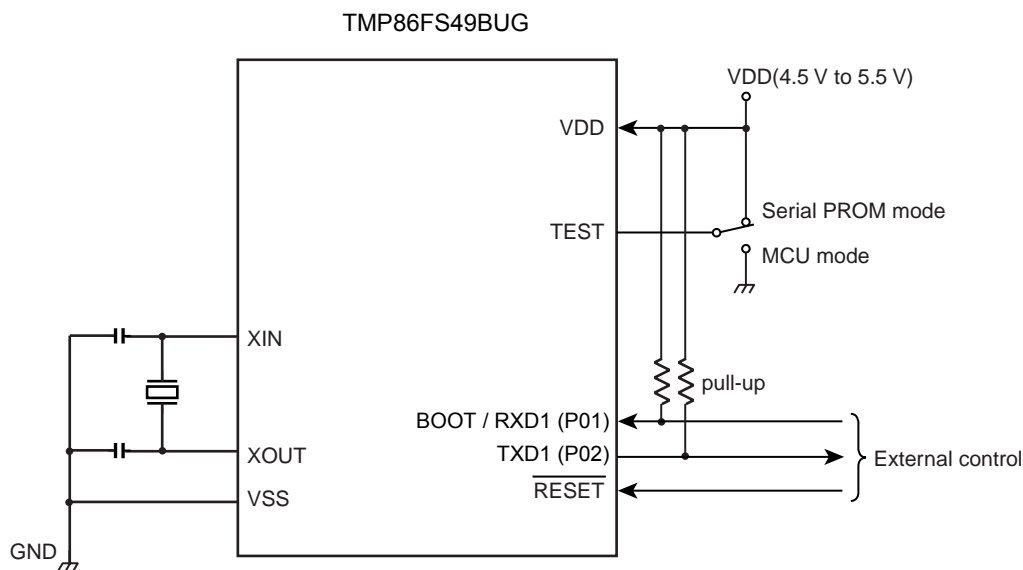 TMP86FS49BUG
VDD(4.5 V to 5.5 V)
VDD
Serial PROM mode
TEST
MCU mode
XIN
pull-up
BOOT / RXD1 (P01)
XOUT
TXD1 (P02)
External control
RESET
VSS
GND